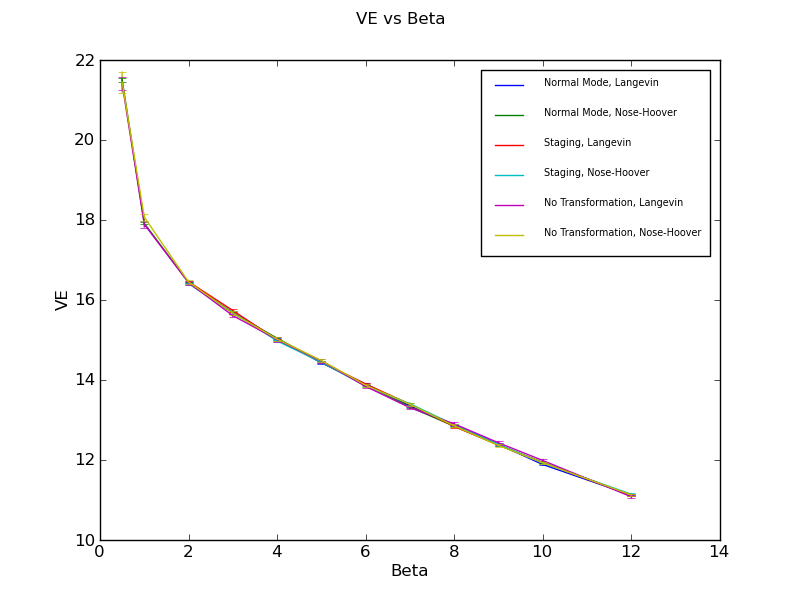 VE vs Beta
22
20
18
16
14
12
10
VE
0
2
4
6
8
10
12
14
Beta
Normal Mode, Langevin
Normal Mode, Nose-Hoover
Staging, Langevin
Staging, Nose-Hoover
No Transformation, Langevin
No Transformation, Nose-Hoover